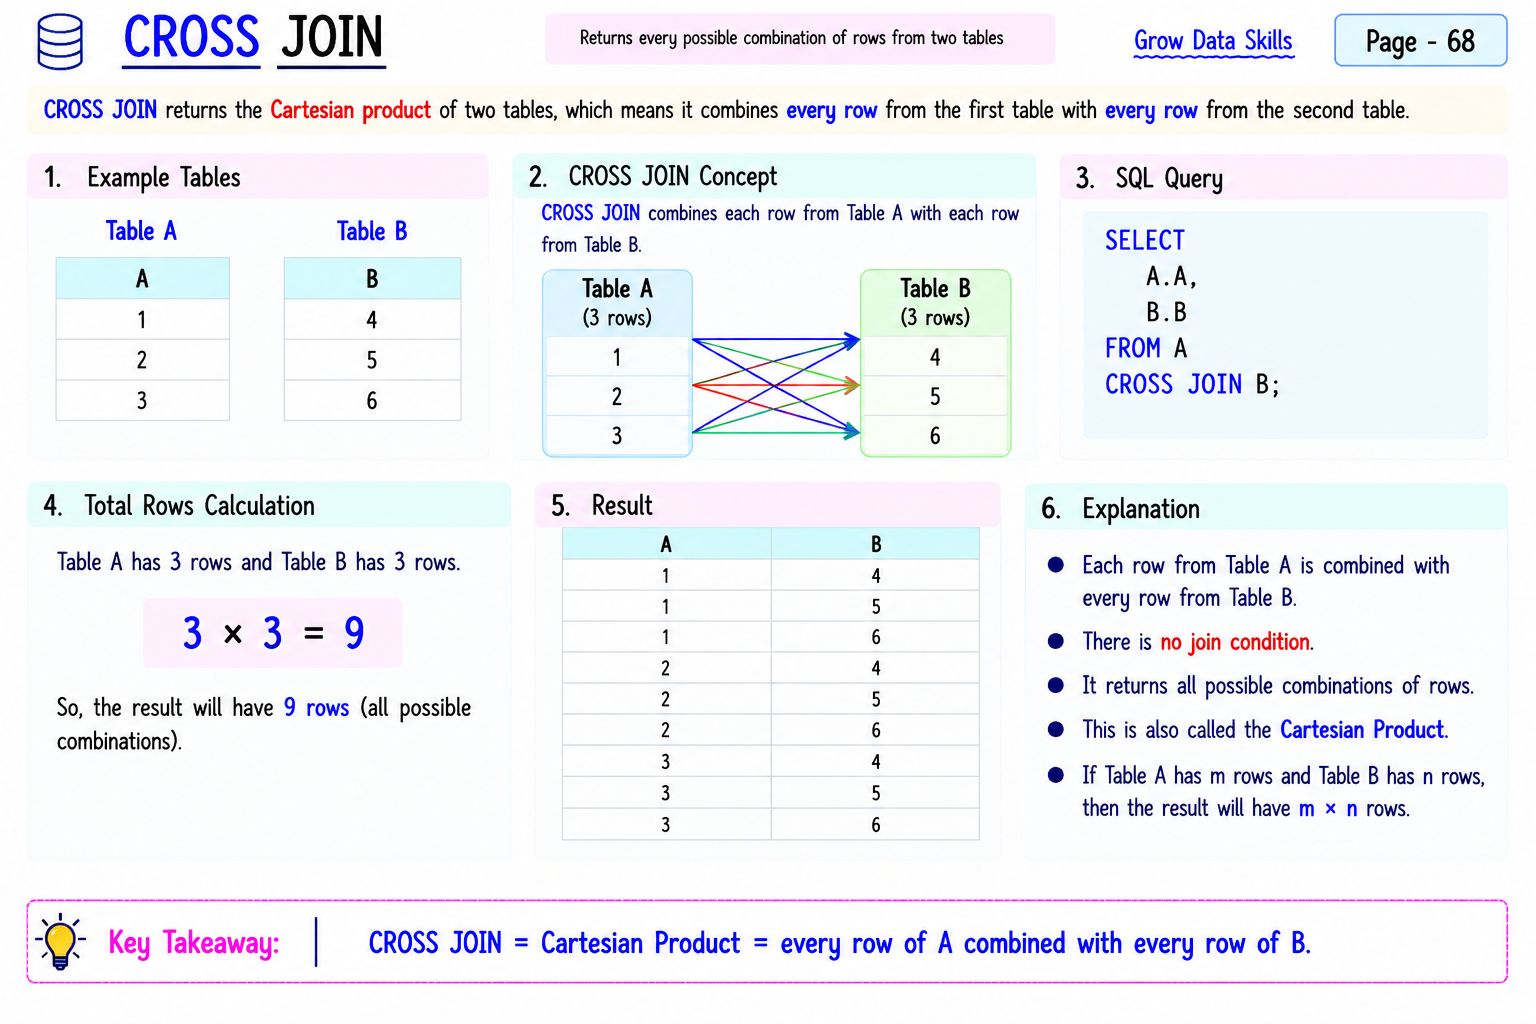 CROSS JOIN
Returns every possible combination of rows from two tables
Grow Data Skills
Page - 68
CROSS JOIN returns the Cartesian product of two tables, which means it combines every row from the first table with every row from the second table.
1. Example Tables
Table A
A
1
2
3
Table B
B
4
5
6
2. CROSS JOIN Concept
CROSS JOIN combines each row from Table A with each row
from Table B.
Table A
(3 rows)
1
2
3
Table B
(3 rows)
4
5
6
3. SQL Query
SELECT
A.A,
B.B
FROM A
CROSS JOIN B;
4. Total Rows Calculation
Table A has 3 rows and Table B has 3 rows.
3 × 3 = 9
So, the result will have 9 rows (all possible
combinations).
5. Result
A B
1 4
1 5
1 6
2 4
2 5
2 6
3 4
3 5
3 6
6. Explanation
● Each row from Table A is combined with
every row from Table B.
● There is no join condition.
● It returns all possible combinations of rows.
● This is also called the Cartesian Product.
● If Table A has m rows and Table B has n rows,
then the result will have m × n rows.
Key Takeaway:
CROSS JOIN = Cartesian Product = every row of A combined with every row of B.